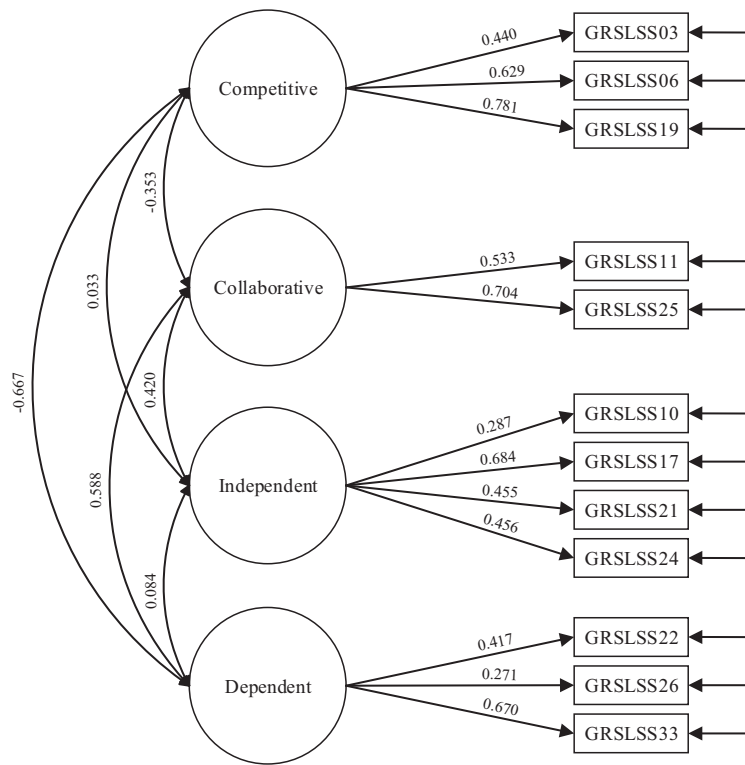 Competitive
0.440
GRSLSS03
0.629
GRSLSS06
0.781
GRSLSS19
-0.353
Collaborative
0.533
GRSLSS11
0.704
GRSLSS25
0.033
-0.667
0.420
0.588
Independent
0.287
GRSLSS10
0.684
GRSLSS17
0.455
GRSLSS21
0.456
GRSLSS24
0.084
Dependent
0.417
GRSLSS22
0.271
GRSLSS26
0.670
GRSLSS33